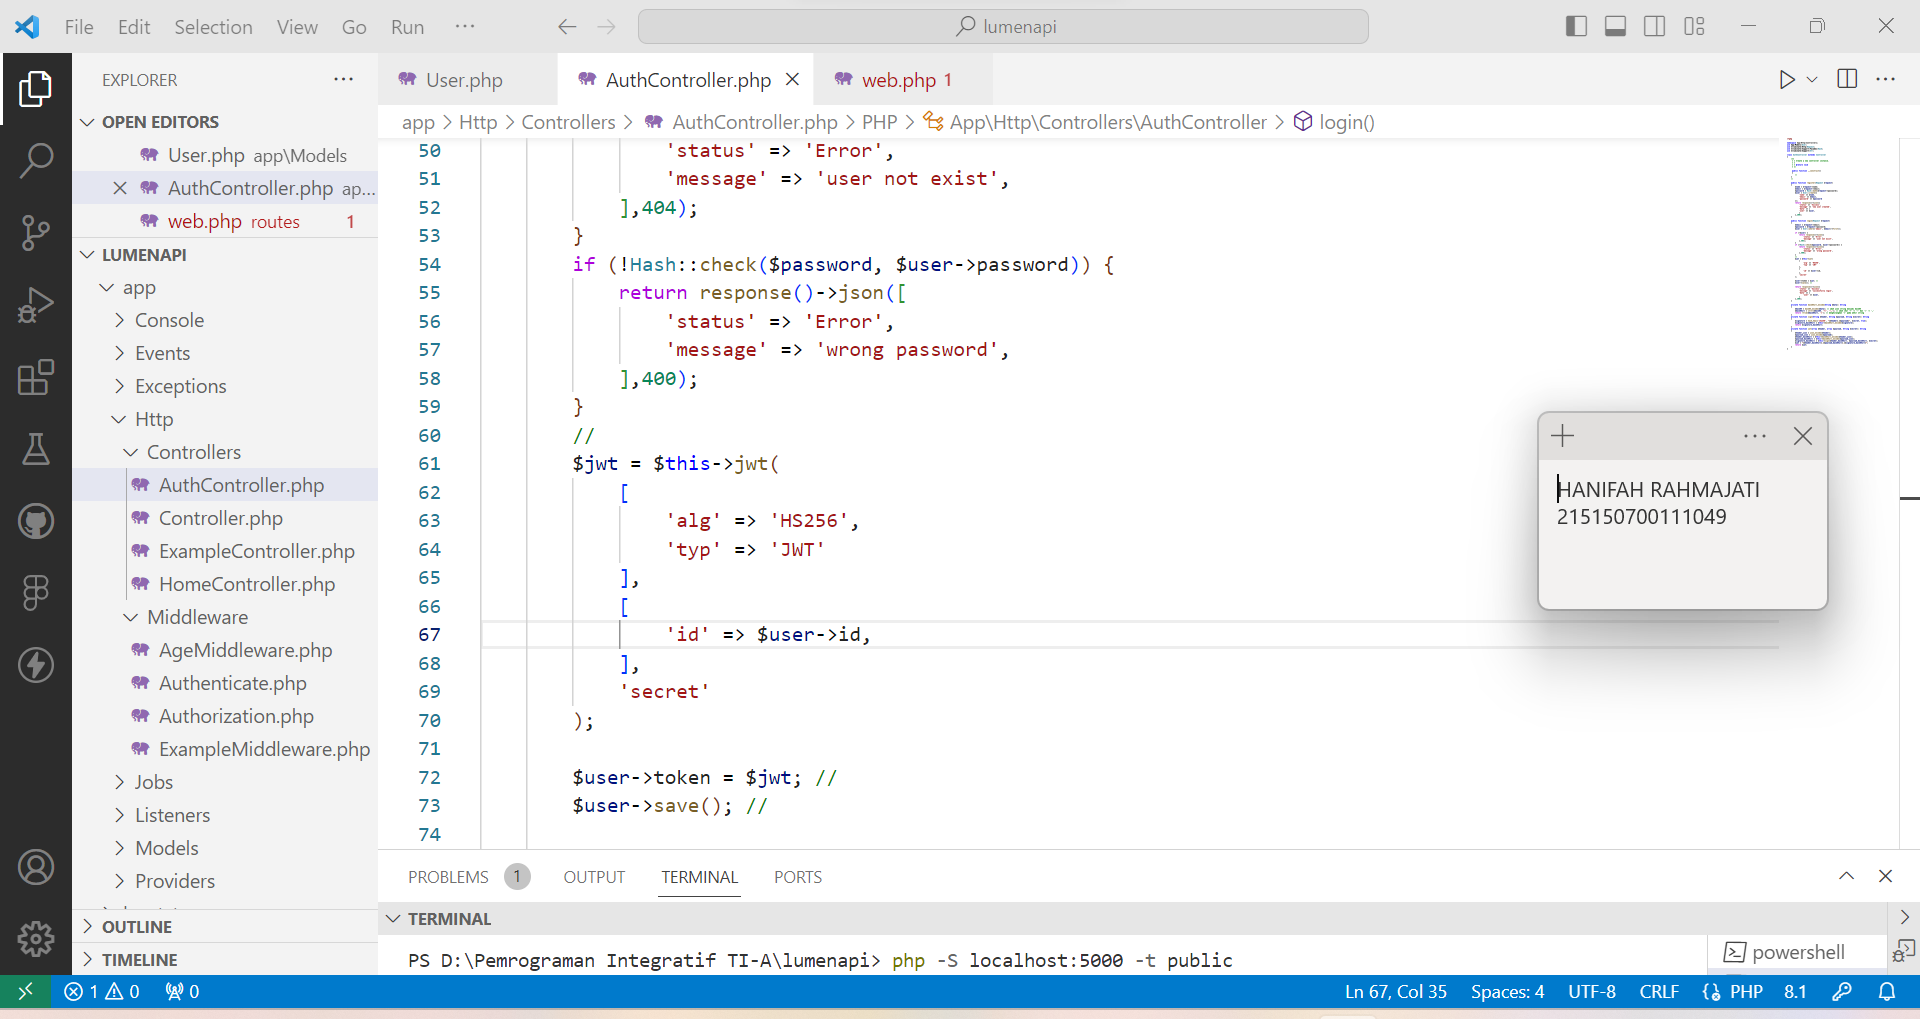 File Edit Selection View Go Run ···
lumenapi
EXPLORER
OPEN EDITORS
User.php app\Models
AuthController.php ap...
web.php routes 1
LUMENAPI
app
Console
Events
Exceptions
Http
Controllers
AuthController.php
Controller.php
ExampleController.php
HomeController.php
Middleware
AgeMiddleware.php
Authenticate.php
Authorization.php
ExampleMiddleware.php
Jobs
Listeners
Models
Providers
OUTLINE
TIMELINE
User.php AuthController.php web.php 1
app > Http > Controllers > AuthController.php > PHP > App\Http\Controllers\AuthController > login()
50 'status' => 'Error',
51 'message' => 'user not exist',
52 ],404);
53 }
54 if (!Hash::check($password, $user->password)) {
55 return response()->json([
56 'status' => 'Error',
57 'message' => 'wrong password',
58 ],400);
59 }
60 //
61 $jwt = $this->jwt(
62 [
63 'alg' => 'HS256',
64 'typ' => 'JWT'
65 ],
66 [
67 'id' => $user->id,
68 ],
69 'secret'
70 );
71
72 $user->token = $jwt; //
73 $user->save(); //
74
HANIFAH RAHMAJATI
215150700111049
PROBLEMS 1 OUTPUT TERMINAL PORTS
TERMINAL
PS D:\Pemrograman Integratif TI-A\lumenapi> php -S localhost:5000 -t public
powershell
1 0 0
Ln 67, Col 35 Spaces: 4 UTF-8 CRLF PHP 8.1